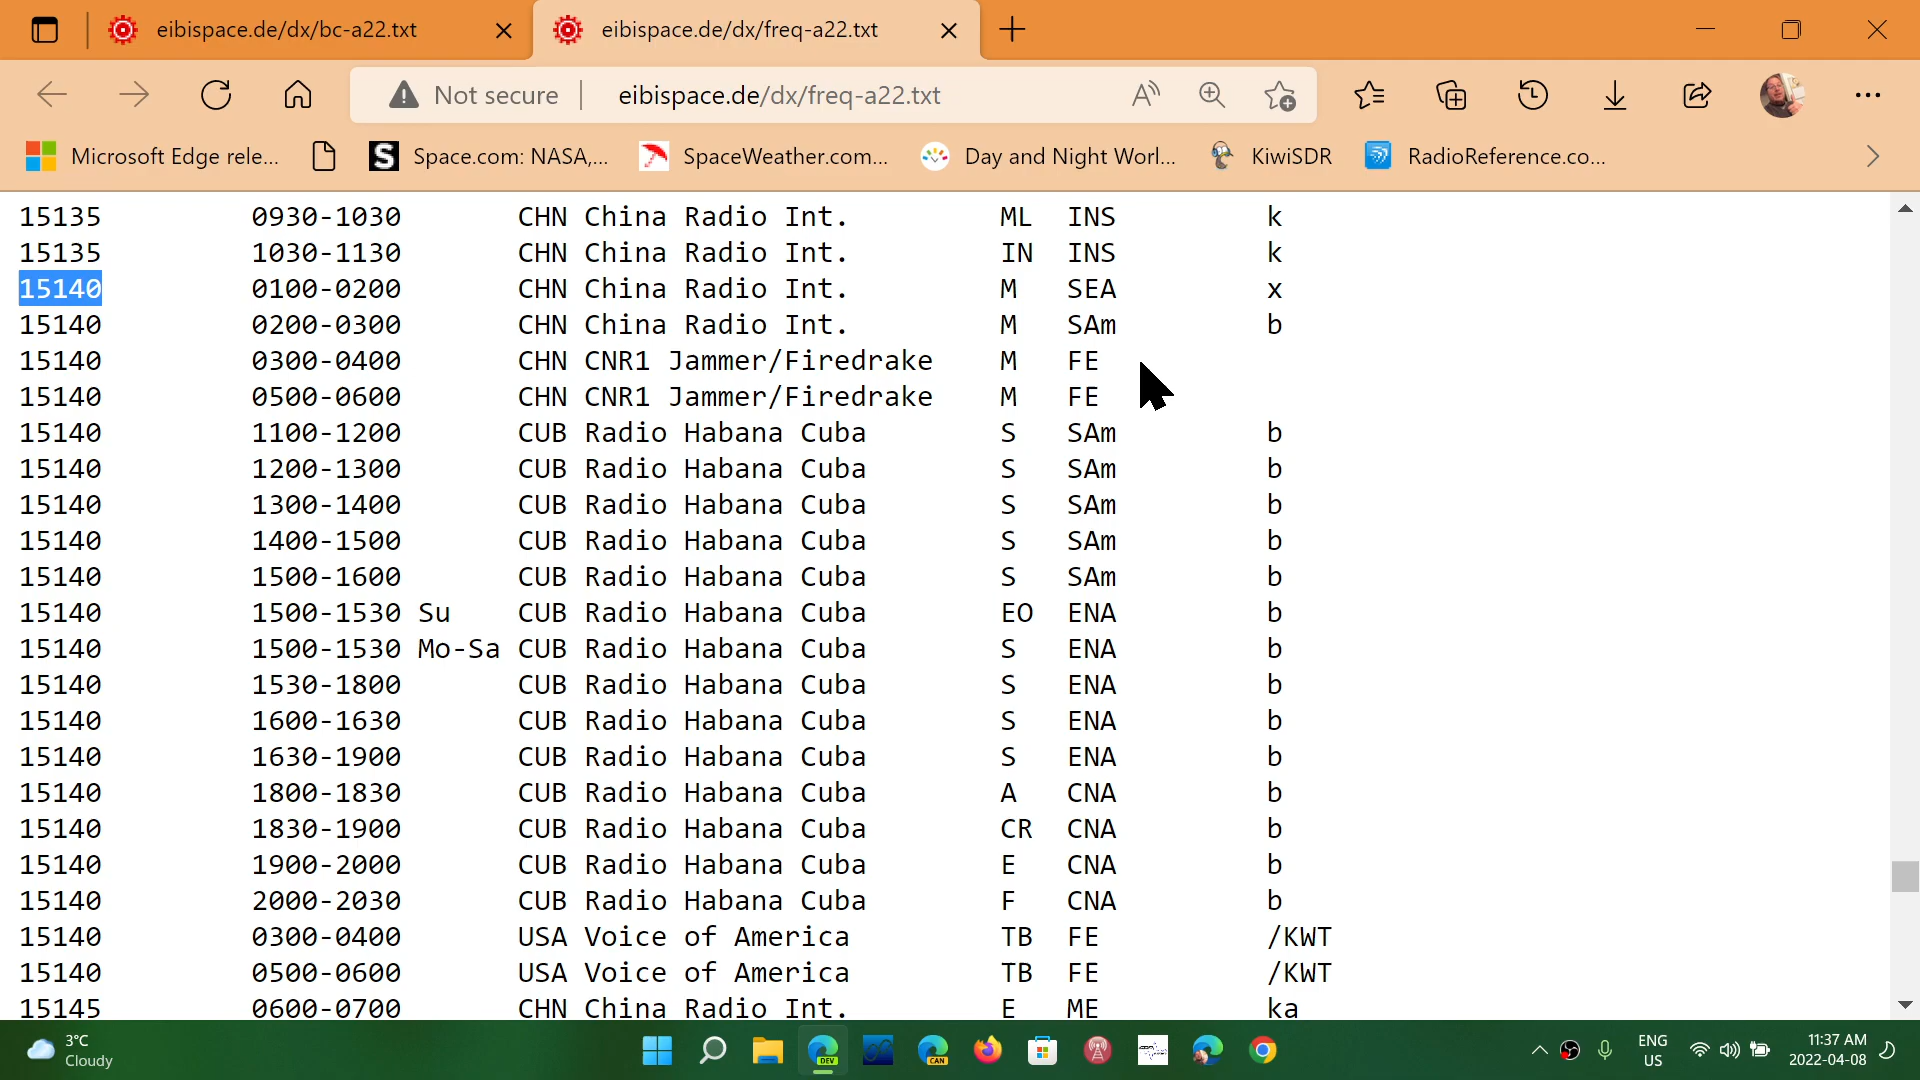 eibispace.de/dx/bc-a22.txt
eibispace.de/dx/freq-a22.txt
Not secure
eibispace.de/dx/freq-a22.txt
Microsoft Edge rele...
Space.com: NASA,...
SpaceWeather.com...
Day and Night Worl...
KiwiSDR
RadioReference.co...
15135 0930-1030 CHN China Radio Int. ML INS k
15135 1030-1130 CHN China Radio Int. IN INS k
15140 0100-0200 CHN China Radio Int. M SEA x
15140 0200-0300 CHN China Radio Int. M SAm b
15140 0300-0400 CHN CNR1 Jammer/Firedrake M FE
15140 0500-0600 CHN CNR1 Jammer/Firedrake M FE
15140 1100-1200 CUB Radio Habana Cuba S SAm b
15140 1200-1300 CUB Radio Habana Cuba S SAm b
15140 1300-1400 CUB Radio Habana Cuba S SAm b
15140 1400-1500 CUB Radio Habana Cuba S SAm b
15140 1500-1600 CUB Radio Habana Cuba S SAm b
15140 1500-1530 Su CUB Radio Habana Cuba EO ENA b
15140 1500-1530 Mo-Sa CUB Radio Habana Cuba S ENA b
15140 1530-1800 CUB Radio Habana Cuba S ENA b
15140 1600-1630 CUB Radio Habana Cuba S ENA b
15140 1630-1900 CUB Radio Habana Cuba S ENA b
15140 1800-1830 CUB Radio Habana Cuba A CNA b
15140 1830-1900 CUB Radio Habana Cuba CR CNA b
15140 1900-2000 CUB Radio Habana Cuba E CNA b
15140 2000-2030 CUB Radio Habana Cuba F CNA b
15140 0300-0400 USA Voice of America TB FE /KWT
15140 0500-0600 USA Voice of America TB FE /KWT
15145 0600-0700 CHN China Radio Int. E ME ka
3°C
Cloudy
DEV
CAN
ENG
US
11:37 AM
2022-04-08